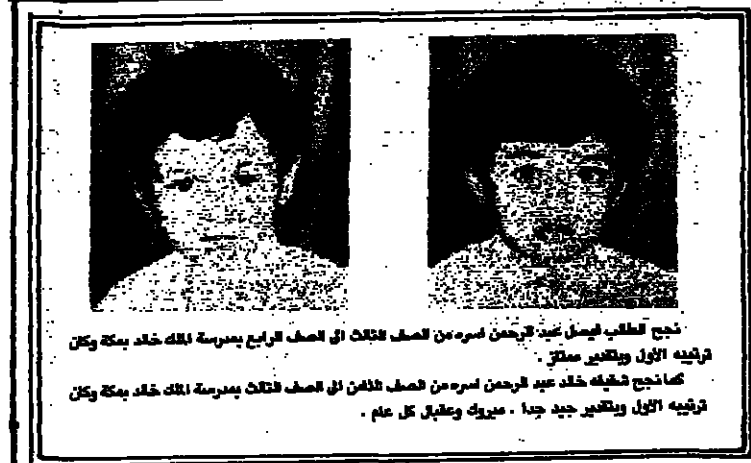 نجح الطالب فيصل عبد الرحمن اسره من الصف الثالث الى الصف الرابع بمدرسة الملك خالد بمكة وكان
ترتيبه الأول وبتقدير ممتاز .
كما نجح شقيقه خالد عبد الرحمن اسره من الصف الثاني الى الصف الثالث بمدرسة الملك خالد بمكة وكان
ترتيبه الأول وبتقدير جيد جدا . مبروك وعقبال كل عام .